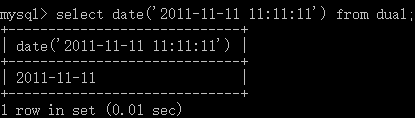 mysql> select date('2011-11-11 11:11:11') from dual;
+-----------------------------+
| date('2011-11-11 11:11:11') |
+-----------------------------+
| 2011-11-11                  |
+-----------------------------+
1 row in set (0.01 sec)